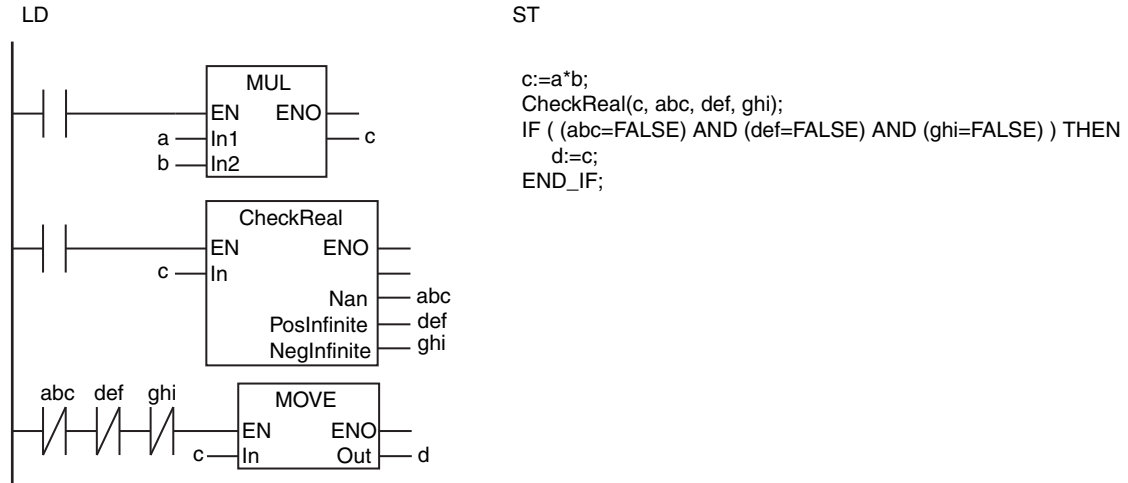 LD
MUL
EN ENO
a In1 c
b In2
CheckReal
EN ENO
c In
Nan abc
PosInfinite def
NegInfinite ghi
abc def ghi
MOVE
EN ENO
c In Out d
ST
c:=a*b;
CheckReal(c, abc, def, ghi);
IF ( (abc=FALSE) AND (def=FALSE) AND (ghi=FALSE) ) THEN
d:=c;
END_IF;